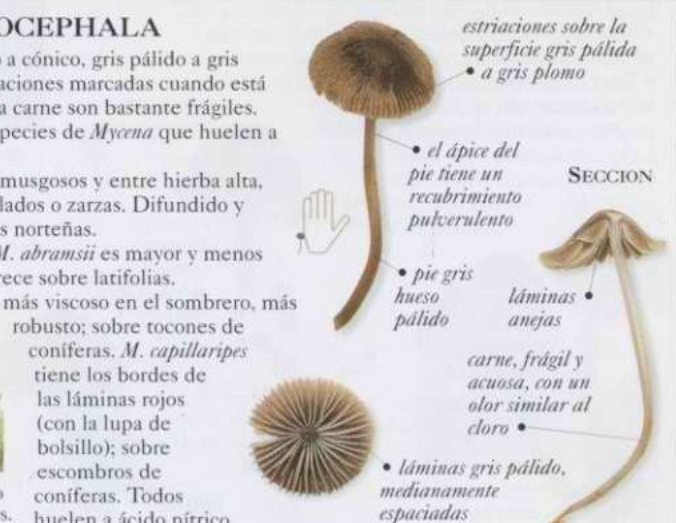 OCEPHALA
a cónico, gris pálido a gris
aciones marcadas cuando está
a carne son bastante frágiles.
pecies de Mycena que huelen a
musgosos y entre hierba alta,
lados o zarzas. Difundido y
s norteñas.
M. abramsii es mayor y menos
rece sobre latifolias.
más viscoso en el sombrero, más
robusto; sobre tocones de
coníferas. M. capillaripes
tiene los bordes de
las láminas rojos
(con la lupa de
bolsillo); sobre
escombros de
coníferas. Todos
huelen a ácido nítrico
s.
estriaciones sobre la
superficie gris pálida
a gris plomo
el ápice del
pie tiene un
recubrimiento
pulverulento
SECCION
pie gris
hueso
pálido
láminas
anejas
carne, frágil y
acuosa, con un
olor similar al
cloro
láminas gris pálido,
medianamente
espaciadas